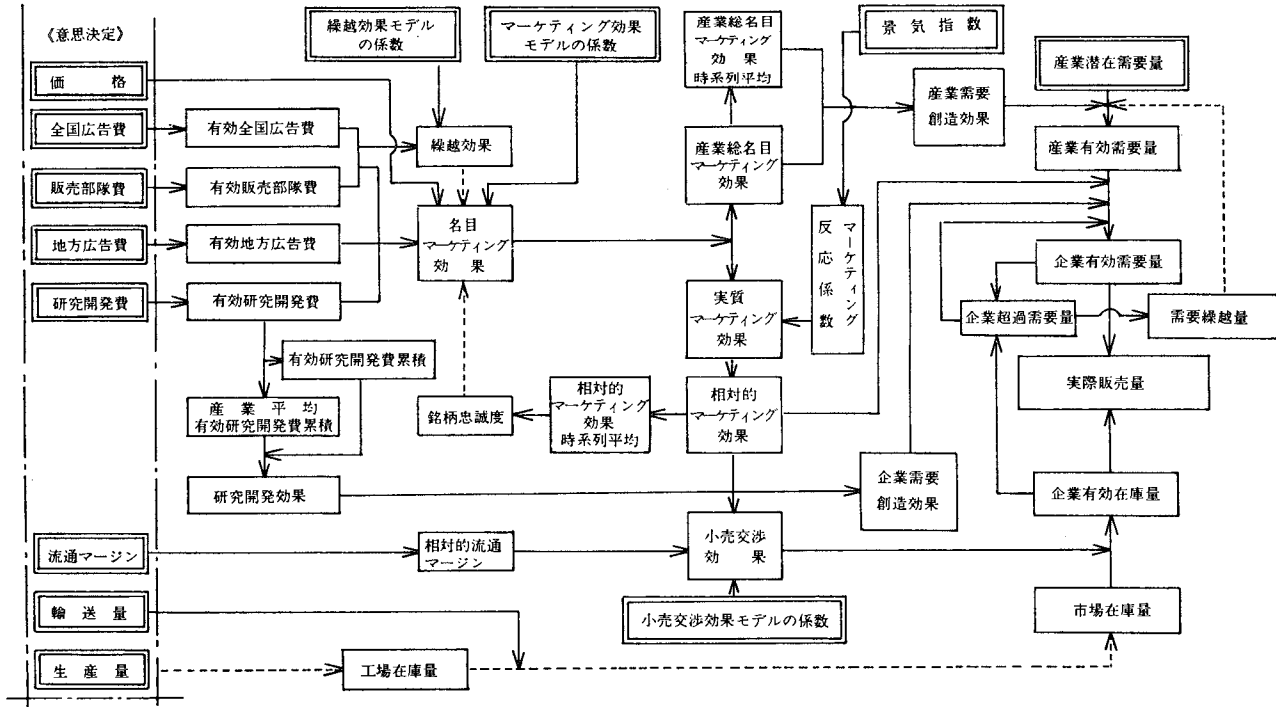 《意思決定》
価格
全国広告費
販売部隊費
地方広告費
研究開発費
流通マージン
輸送量
生産量
有効全国広告費
有効販売部隊費
有効地方広告費
有効研究開発費
有効研究開発費累積
産業平均
有効研究開発費累積
研究開発効果
繰越効果モデル
の係数
マーケティング効果
モデルの係数
繰越効果
名目
マーケティング
効果
銘柄忠誠度
相対的
マーケティング
効果
時系列平均
相対的流通
マージン
工場在庫量
産業総名目
マーケティング
効果
時系列平均
産業総名目
マーケティング
効果
実質
マーケティング
効果
相対的
マーケティング
効果
小売交渉
効果
小売交渉効果モデルの係数
景気指数
マーケティング
反応係数
産業需要
創造効果
企業需要
創造効果
産業潜在需要量
産業有効需要量
企業有効需要量
企業超過需要量
需要繰越量
実際販売量
企業有効在庫量
市場在庫量